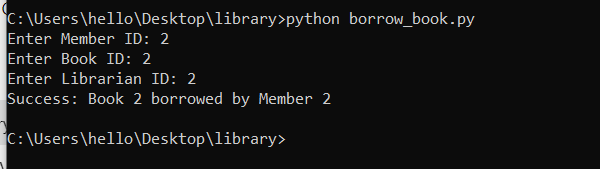 C:\Users\hello\Desktop\library>python borrow_book.py
Enter Member ID: 2
Enter Book ID: 2
Enter Librarian ID: 2
Success: Book 2 borrowed by Member 2
C:\Users\hello\Desktop\library>